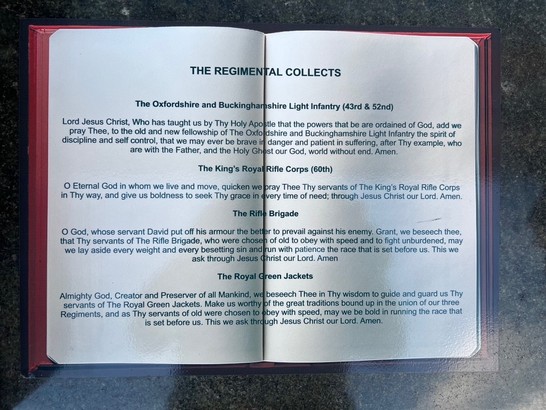 THE REGIMENTAL COLLECTS
The Oxfordshire and Buckinghamshire Light Infantry (43rd & 52nd)
Lord Jesus Christ, Who has taught us by Thy Holy Apostle that the powers that be are ordained of God, add we
pray Thee, to the old and new fellowship of The Oxfordshire and Buckinghamshire Light Infantry the spirit of
discipline and self control, that we may ever be brave in danger and patient in suffering, after Thy example, who
are with the Father, and the Holy Ghost our God, world without end. Amen.
The King's Royal Rifle Corps (60th)
O Eternal God in whom we live and move, quicken we pray Thee Thy servants of The King's Royal Rifle Corps
in Thy way, and give us boldness to seek Thy grace in every time of need; through Jesus Christ our Lord. Amen.
The Rifle Brigade
O God, whose servant David put off his armour the better to prevail against his enemy. Grant, we beseech thee,
that Thy servants of The Rifle Brigade, who were chosen of old to obey with speed and to fight unburdened, may
we lay aside every weight and every besetting sin and run with patience the race that is set before us. This we
ask through Jesus Christ our Lord. Amen
The Royal Green Jackets
Almighty God, Creator and Preserver of all Mankind, we beseech Thee in Thy wisdom to guide and guard us Thy
servants of The Royal Green Jackets. Make us worthy of the great traditions bound up in the union of our three
Regiments, and as Thy servants of old were chosen to obey with speed, may we be bold in running the race that
is set before us. This we ask through Jesus Christ our Lord. Amen.